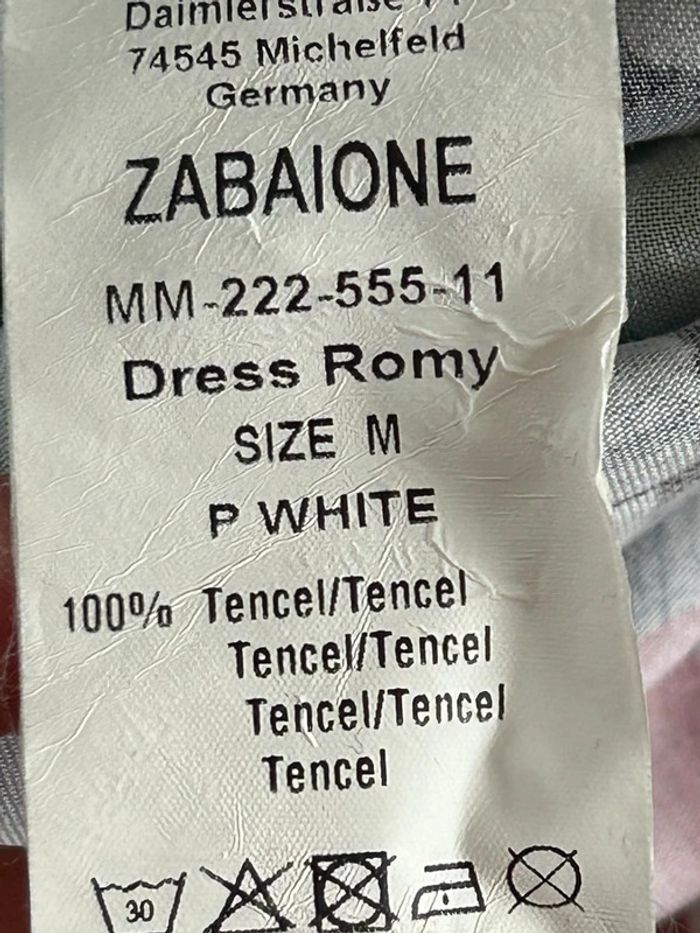 Daimlerstraße
74545 Michelfeld
Germany
ZABAIONE
MM-222-555-11
Dress Romy
SIZE M
P WHITE
100% Tencel/Tencel
Tencel/Tencel
Tencel/Tencel
Tencel
30